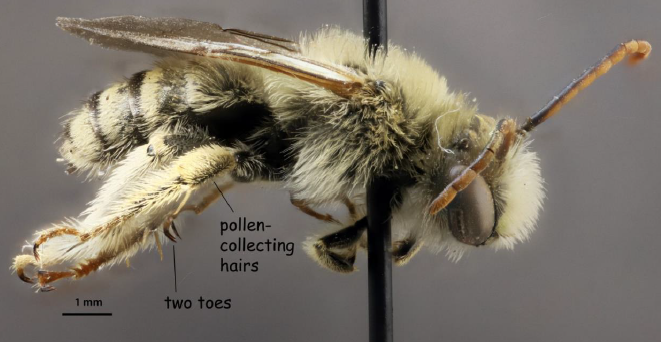 pollen-
collecting
hairs
two toes
1 mm